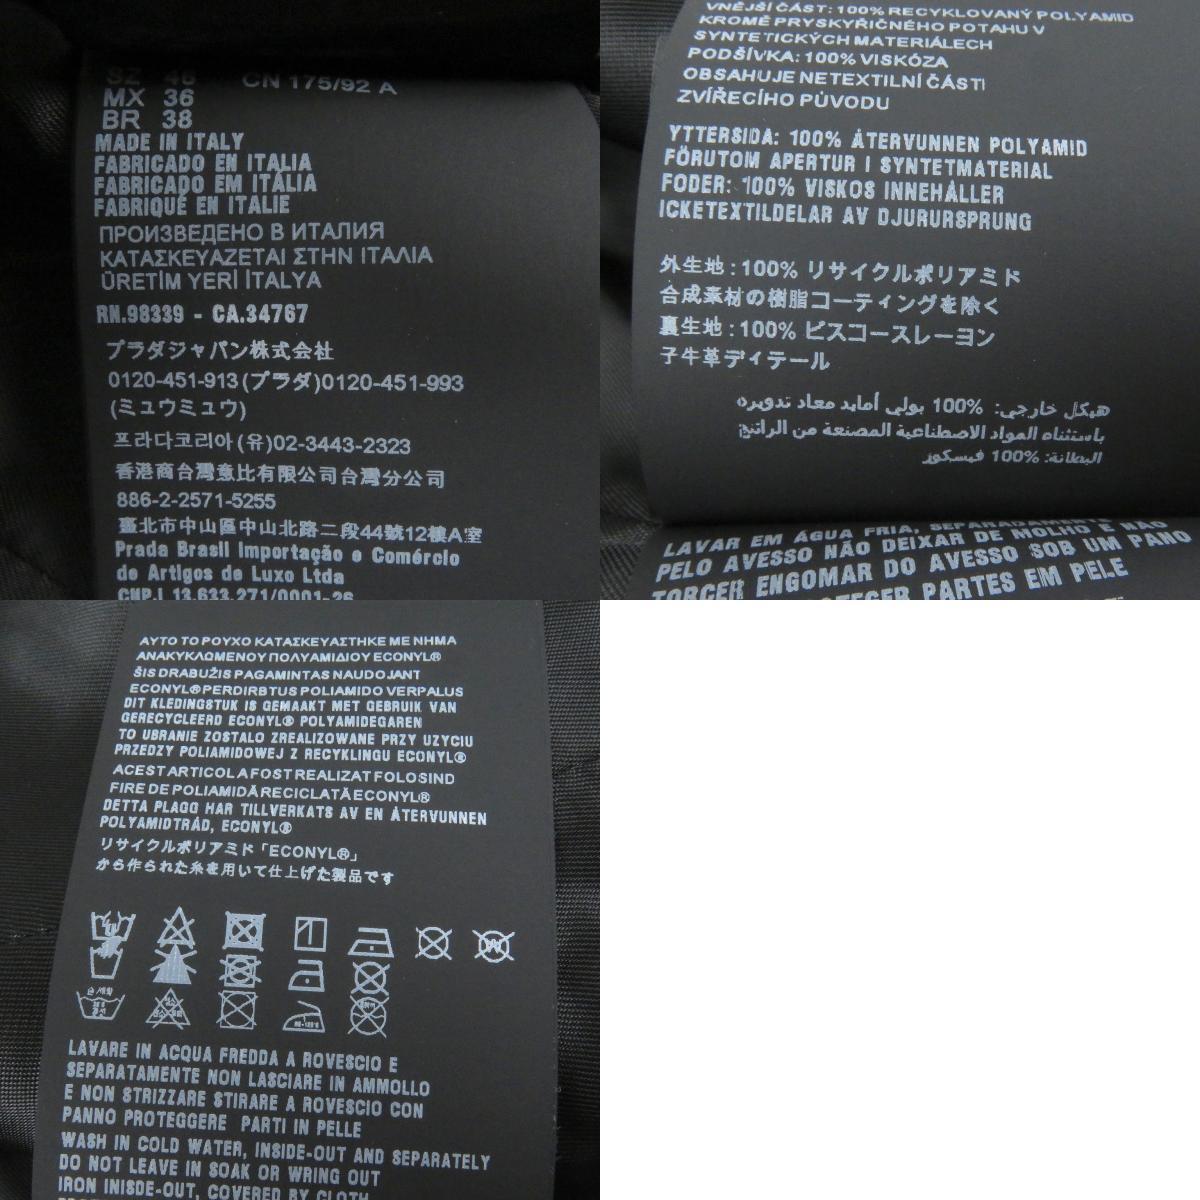 SZ 46 CN 175/92 A
MX 36
BR 38
MADE IN ITALY
FABRICADO EN ITALIA
FABRICADO EM ITÁLIA
FABRIQUÉ EN ITALIE
ПРОИЗВЕДЕНО В ИТАЛИЯ
ΚΑΤΑΣΚΕΥΑΖΕΤΑΙ ΣΤΗΝ ΙΤΑΛΙΑ
ÜRETİM YERİ İTALYA
RN.98339 - CA.34767
プラダジャパン株式会社
0120-451-913(プラダ)0120-451-993
(ミュウミュウ)
프라다코리아(유)02-3443-2323
香港商台灣意比有限公司台灣分公司
886-2-2571-5255
臺北市中山區中山北路二段44號12樓A室
Prada Brasil Importação e Comércio
de Artigos de Luxo Ltda
CNPJ 13.633.271/0001-26
VNĚJŠÍ ČÁST: 100% RECYKLOVANÝ POLYAMID
KROMĚ PRYSKYŘIČNÉHO POTAHU V
SYNTETICKÝCH MATERIÁLECH
PODŠÍVKA: 100% VISKÓZA
OBSAHUJE NETEXTILNÍ ČÁSTI
ZVÍŘECÍHO PŮVODU
YTTERSIDA: 100% ÅTERVUNNEN POLYAMID
FÖRUTOM APERTUR I SYNTETMATERIAL
FODER: 100% VISKOS INNEHÅLLER
ICKETEXTILDELAR AV DJURURSPRUNG
外生地:100% リサイクルポリアミド
合成素材の樹脂コーティングを除く
裏生地:100% ビスコースレーヨン
子牛革ディテール
هيكل خارجي: %100 بولي أمايد معاد تدويره
باستثناء المواد الاصطناعية المصنعة من الراتنج
البطانة: %100 فيسكوز
LAVAR EM ÁGUA FRIA, SEPARADAMENTE
PELO AVESSO NÃO DEIXAR DE MOLHO E NÃO
TORCER ENGOMAR DO AVESSO SOB UM PANO
PROTEGER PARTES EM PELE
ΑΥΤΟ ΤΟ ΡΟΥΧΟ ΚΑΤΑΣΚΕΥΑΣΤΗΚΕ ΜΕ ΝΗΜΑ
ΑΝΑΚΥΚΛΩΜΕΝΟΥ ΠΟΛΥΑΜΙΔΙΟΥ ECONYL®
ŠIS DRABUŽIS PAGAMINTAS NAUDOJANT
ECONYL® PERDIRBTUS POLIAMIDO VERPALUS
DIT KLEDINGSTUK IS GEMAAKT MET GEBRUIK VAN
GERECYCLEERD ECONYL® POLYAMIDEGAREN
TO UBRANIE ZOSTALO ZREALIZOWANE PRZY UZYCIU
PRZEDZY POLIAMIDOWEJ Z RECYKLINGU ECONYL®
ACEST ARTICOL A FOST REALIZAT FOLOSIND
FIRE DE POLIAMIDĂ RECICLATĂ ECONYL®
DETTA PLAGG HAR TILLVERKATS AV EN ÅTERVUNNEN
POLYAMIDTRÅD, ECONYL®
リサイクルポリアミド「ECONYL®」
から作られた糸を用いて仕上げた製品です
W
LAVARE IN ACQUA FREDDA A ROVESCIO E
SEPARATAMENTE NON LASCIARE IN AMMOLLO
E NON STRIZZARE STIRARE A ROVESCIO CON
PANNO PROTEGGERE PARTI IN PELLE
WASH IN COLD WATER, INSIDE-OUT AND SEPARATELY
DO NOT LEAVE IN SOAK OR WRING OUT
IRON INISDE-OUT, COVERED BY CLOTH